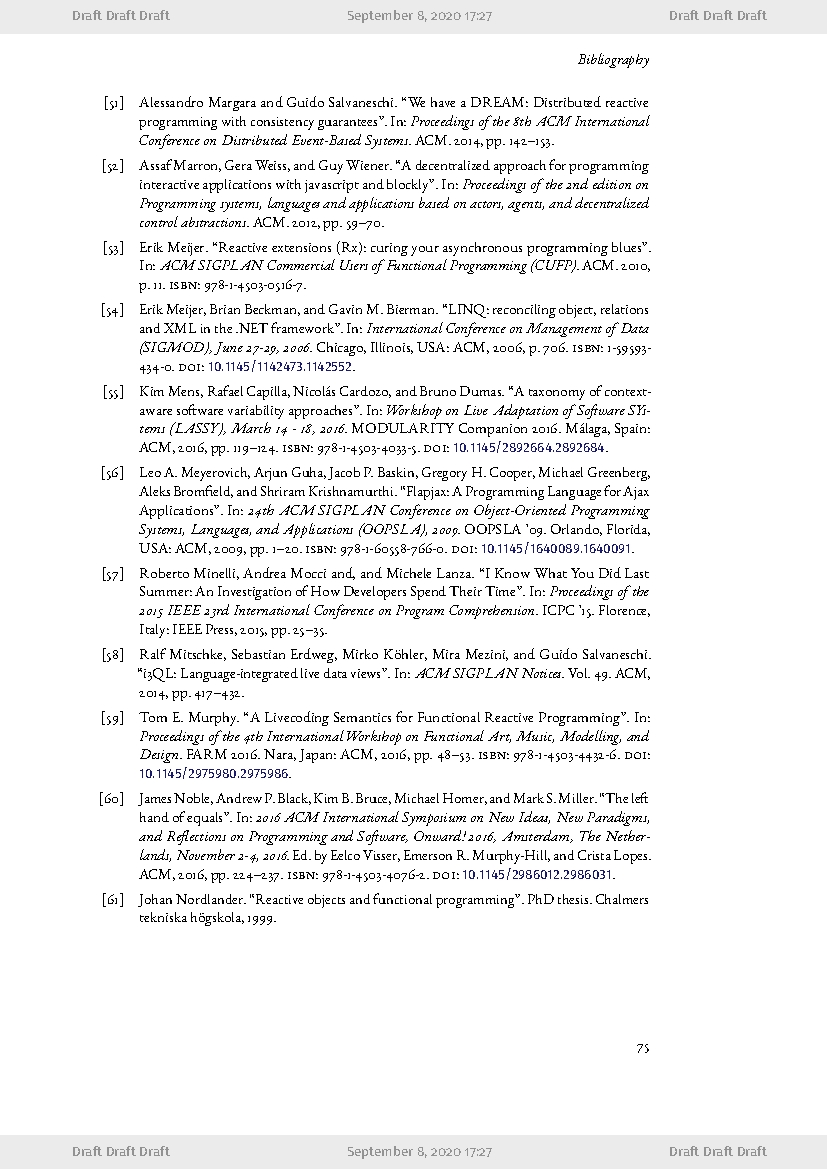 Draft Draft Draft September 8, 2020 17:27 Draft Draft Draft
Bibliography
[51] Alessandro Margara and Guido Salvaneschi. “We have a DREAM: Distributed reactive
programming with consistency guarantees”. In: Proceedings of the 8th ACM International
Conference on Distributed Event-Based Systems. ACM. 2014, pp. 142–153.
[52] Assaf Marron, Gera Weiss, and Guy Wiener. “A decentralized approach for programming
interactive applications with javascript and blockly”. In: Proceedings of the 2nd edition on
Programming systems, languages and applications based on actors, agents, and decentralized
control abstractions. ACM. 2012, pp. 59–70.
[53] Erik Meijer. “Reactive extensions (Rx): curing your asynchronous programming blues”.
In: ACM SIGPLAN Commercial Users of Functional Programming (CUFP). ACM. 2010,
p. 11. ISBN: 978-1-4503-0516-7.
[54] Erik Meijer, Brian Beckman, and Gavin M. Bierman. “LINQ: reconciling object, relations
and XML in the .NET framework”. In: International Conference on Management of Data
(SIGMOD), June 27-29, 2006. Chicago, Illinois, USA: ACM, 2006, p. 706. ISBN: 1-59593-
434-0. DOI: 10.1145/1142473.1142552.
[55] Kim Mens, Rafael Capilla, Nicolás Cardozo, and Bruno Dumas. “A taxonomy of context-
aware software variability approaches”. In: Workshop on Live Adaptation of Software SYs-
tems (LASSY), March 14 - 18, 2016. MODULARITY Companion 2016. Málaga, Spain:
ACM, 2016, pp. 119–124. ISBN: 978-1-4503-4033-5. DOI: 10.1145/2892664.2892684.
[56] Leo A. Meyerovich, Arjun Guha, Jacob P. Baskin, Gregory H. Cooper, Michael Greenberg,
Aleks Bromfield, and Shriram Krishnamurthi. “Flapjax: A Programming Language for Ajax
Applications”. In: 24th ACM SIGPLAN Conference on Object-Oriented Programming
Systems, Languages, and Applications (OOPSLA), 2009. OOPSLA ’09. Orlando, Florida,
USA: ACM, 2009, pp. 1–20. ISBN: 978-1-60558-766-0. DOI: 10.1145/1640089.1640091.
[57] Roberto Minelli, Andrea Mocci and, and Michele Lanza. “I Know What You Did Last
Summer: An Investigation of How Developers Spend Their Time”. In: Proceedings of the
2015 IEEE 23rd International Conference on Program Comprehension. ICPC ’15. Florence,
Italy: IEEE Press, 2015, pp. 25–35.
[58] Ralf Mitschke, Sebastian Erdweg, Mirko Köhler, Mira Mezini, and Guido Salvaneschi.
“i3QL: Language-integrated live data views”. In: ACM SIGPLAN Notices. Vol. 49. ACM,
2014, pp. 417–432.
[59] Tom E. Murphy. “A Livecoding Semantics for Functional Reactive Programming”. In:
Proceedings of the 4th International Workshop on Functional Art, Music, Modelling, and
Design. FARM 2016. Nara, Japan: ACM, 2016, pp. 48–53. ISBN: 978-1-4503-4432-6. DOI:
10.1145/2975980.2975986.
[60] James Noble, Andrew P. Black, Kim B. Bruce, Michael Homer, and Mark S. Miller. “The left
hand of equals”. In: 2016 ACM International Symposium on New Ideas, New Paradigms,
and Reflections on Programming and Software, Onward! 2016, Amsterdam, The Nether-
lands, November 2-4, 2016. Ed. by Eelco Visser, Emerson R. Murphy-Hill, and Crista Lopes.
ACM, 2016, pp. 224–237. ISBN: 978-1-4503-4076-2. DOI: 10.1145/2986012.2986031.
[61] Johan Nordlander. “Reactive objects and functional programming”. PhD thesis. Chalmers
tekniska högskola, 1999.
75
Draft Draft Draft September 8, 2020 17:27 Draft Draft Draft